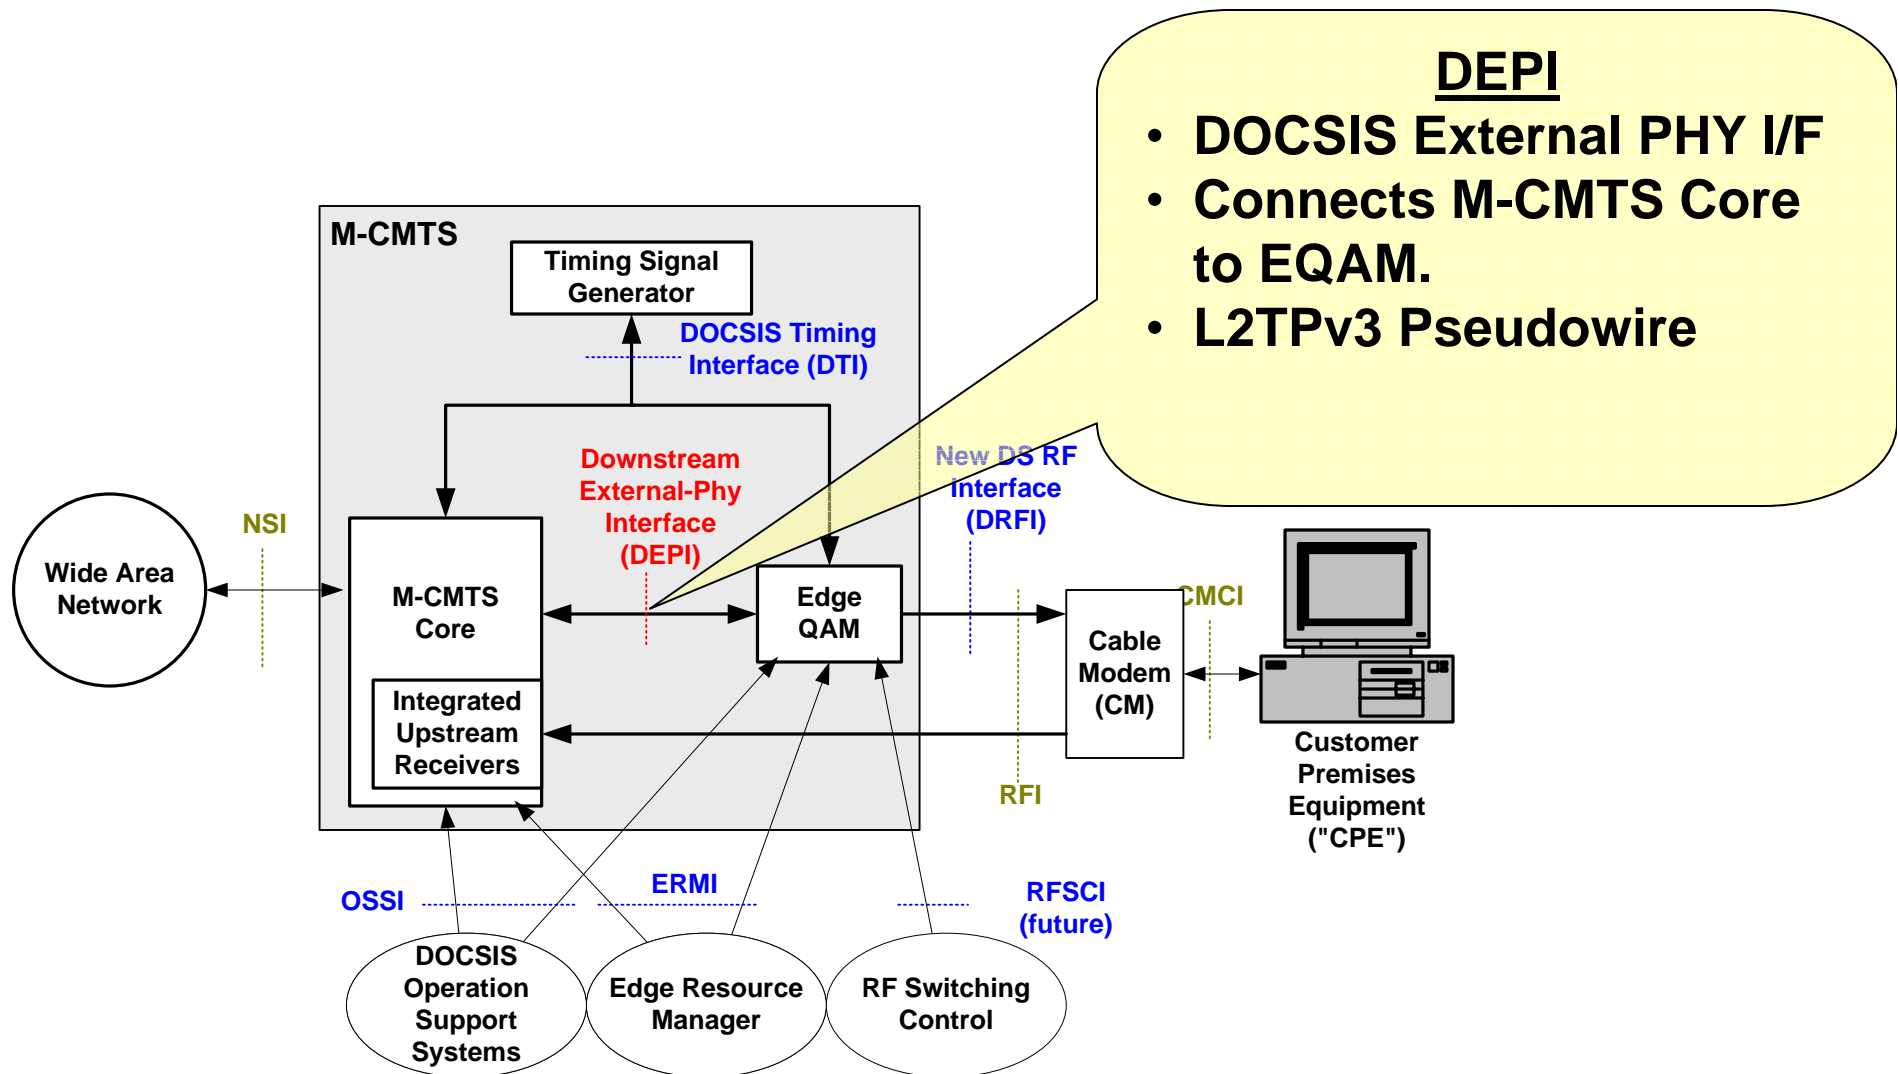 DEPI
• DOCSIS External PHY I/F
• Connects M-CMTS Core
to EQAM.
• L2TPv3 Pseudowire
M-CMTS
Timing Signal
Generator
DOCSIS Timing
Interface (DTI)
Downstream
External-Phy
Interface
(DEPI)
New DS RF
Interface
(DRFI)
NSI
Wide Area
Network
M-CMTS
Core
Edge
QAM
CMCI
Cable
Modem
(CM)
Integrated
Upstream
Receivers
RFI
Customer
Premises
Equipment
("CPE")
OSSI
ERMI
RFSCI
(future)
DOCSIS
Operation
Support
Systems
Edge Resource
Manager
RF Switching
Control